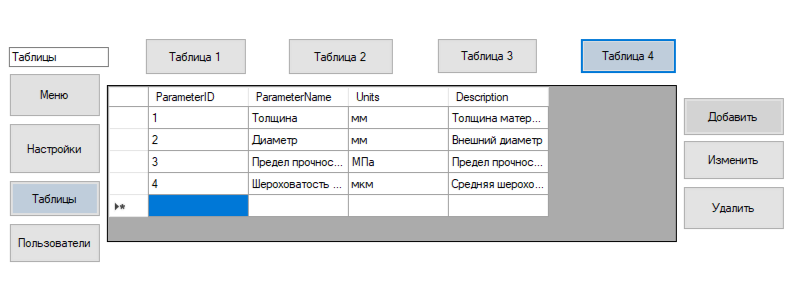 Таблицы
Таблица 1
Таблица 2
Таблица 3
Таблица 4
Меню
Настройки
Таблицы
Пользователи
ParameterID ParameterName Units Description
1 Толщина мм Толщина матер...
2 Диаметр мм Внешний диаметр
3 Предел прочнос... МПа Предел прочнос...
4 Шероховатость ... мкм Средняя шерохо...
Добавить
Изменить
Удалить